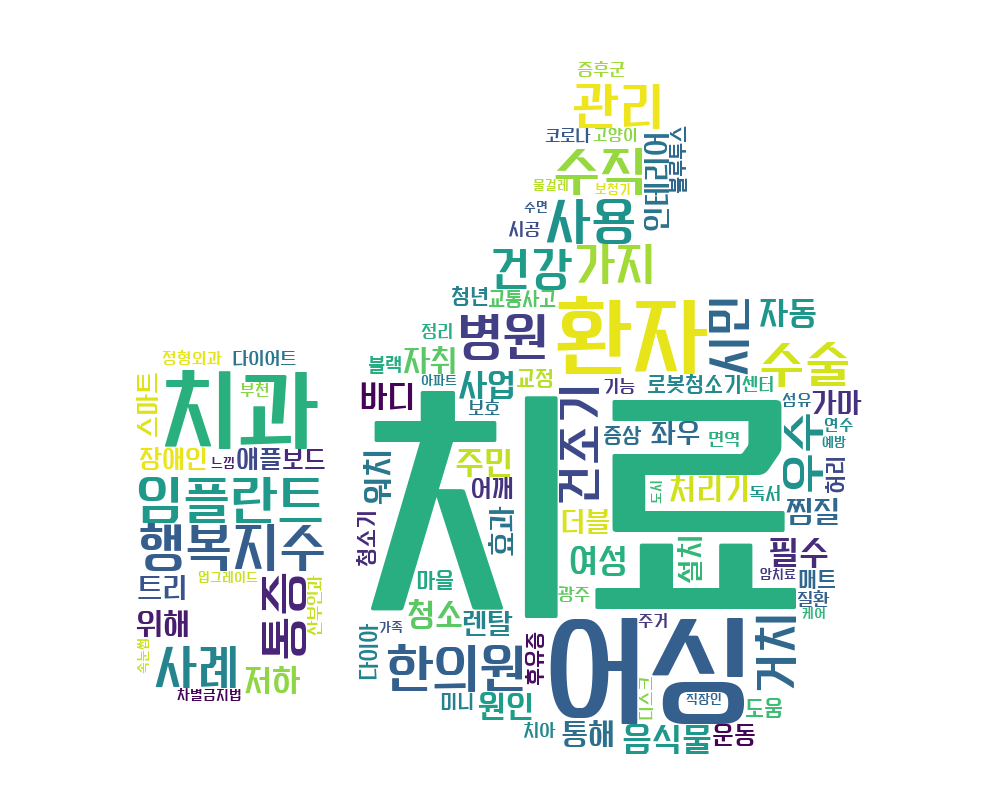 증후군
관리
코로나
고양이
블루투스
인테리어
수직
물걸레
보청기
수면
사용
시공
건강
가지
청년
교통사고
환자
시민
자동
정리
병원
수술
정형외과
다이어트
블랙
자취
치과
부천
스마트
아파트
사업
교정
기능
로봇청소기
센터
바디
보호
건조기
치료
섬유
가마
우수
연수
예방
장애인
느낌
애플보드
워치
주민
증상
좌우
면역
허리
어깨
도시
처리기
독서
임플란트
찜질
더블
효과
청소기
행복지수
여성
설치
필수
암치료
업그레이드
트리
통증
산부인과
마을
광주
매트
질환
케어
위해
청소
렌탈
가족
주거
거치
속눈썹
사례
저하
다이아
한의원
후유증
어싱
디스크
직장인
도움
차별금지법
미니
원인
치아
통해
음식물
운동